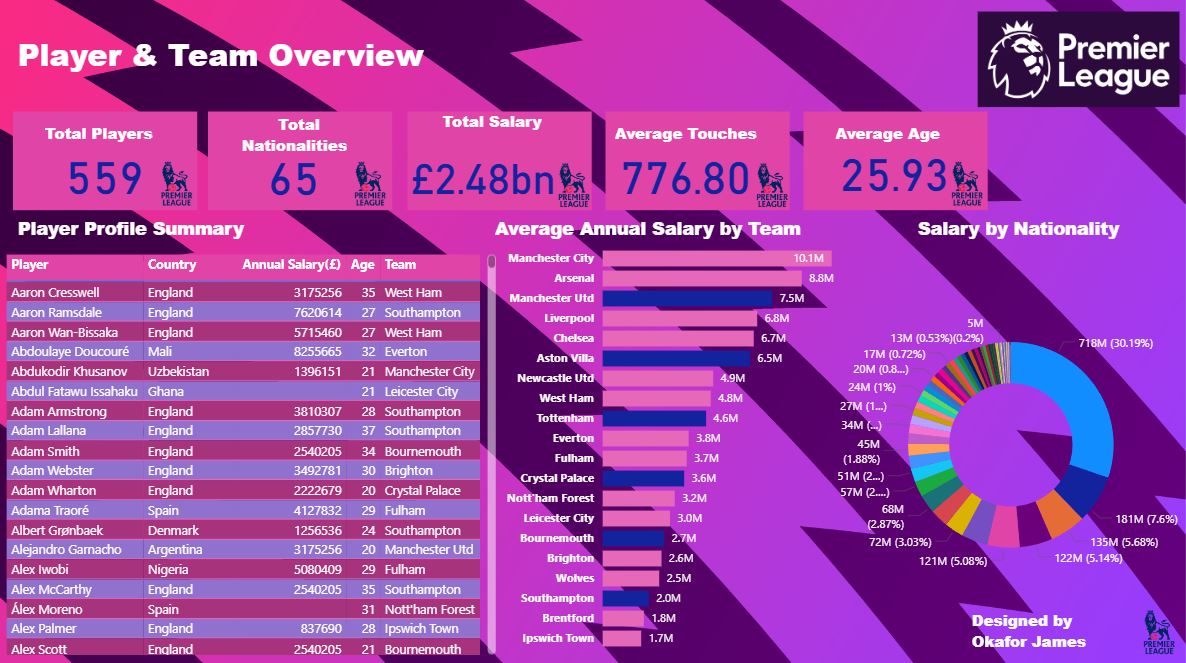 Player & Team Overview
Premier
League
Total Players
559
PREMIER
LEAGUE
Total
Nationalities
65
PREMIER
LEAGUE
Total Salary
£2.48bn
PREMIER
LEAGUE
Average Touches
776.80
PREMIER
LEAGUE
Average Age
25.93
PREMIER
LEAGUE
Player Profile Summary
Player Country Annual Salary(£) Age Team
Aaron Cresswell England 3175256 35 West Ham
Aaron Ramsdale England 7620614 27 Southampton
Aaron Wan-Bissaka England 5715460 27 West Ham
Abdoulaye Doucouré Mali 8255665 32 Everton
Abdukodir Khusanov Uzbekistan 1396151 21 Manchester City
Abdul Fatawu Issahaku Ghana 21 Leicester City
Adam Armstrong England 3810307 28 Southampton
Adam Lallana England 2857730 37 Southampton
Adam Smith England 2540205 34 Bournemouth
Adam Webster England 3492781 30 Brighton
Adam Wharton England 2222679 20 Crystal Palace
Adama Traoré Spain 4127832 29 Fulham
Albert Grønbaek Denmark 1256536 24 Southampton
Alejandro Garnacho Argentina 3175256 20 Manchester Utd
Alex Iwobi Nigeria 5080409 29 Fulham
Alex McCarthy England 2540205 35 Southampton
Álex Moreno Spain 31 Nott'ham Forest
Alex Palmer England 837690 28 Ipswich Town
Alex Scott England 2540205 21 Bournemouth
Average Annual Salary by Team
Manchester City 10.1M
Arsenal 8.8M
Manchester Utd 7.5M
Liverpool 6.8M
Chelsea 6.7M
Aston Villa 6.5M
Newcastle Utd 4.9M
West Ham 4.8M
Tottenham 4.6M
Everton 3.8M
Fulham 3.7M
Crystal Palace 3.6M
Nott'ham Forest 3.2M
Leicester City 3.0M
Bournemouth 2.7M
Brighton 2.6M
Wolves 2.5M
Southampton 2.0M
Brentford 1.8M
Ipswich Town 1.7M
Salary by Nationality
718M (30.19%)
181M (7.6%)
135M (5.68%)
122M (5.14%)
121M (5.08%)
72M (3.03%)
68M
(2.87%)
57M (2....)
51M (2...)
45M
(1.88%)
34M (...)
27M (1...)
24M (1%)
20M (0.8...)
17M (0.72%)
13M (0.53%)
5M
(0.2%)
Designed by
Okafor James
PREMIER
LEAGUE